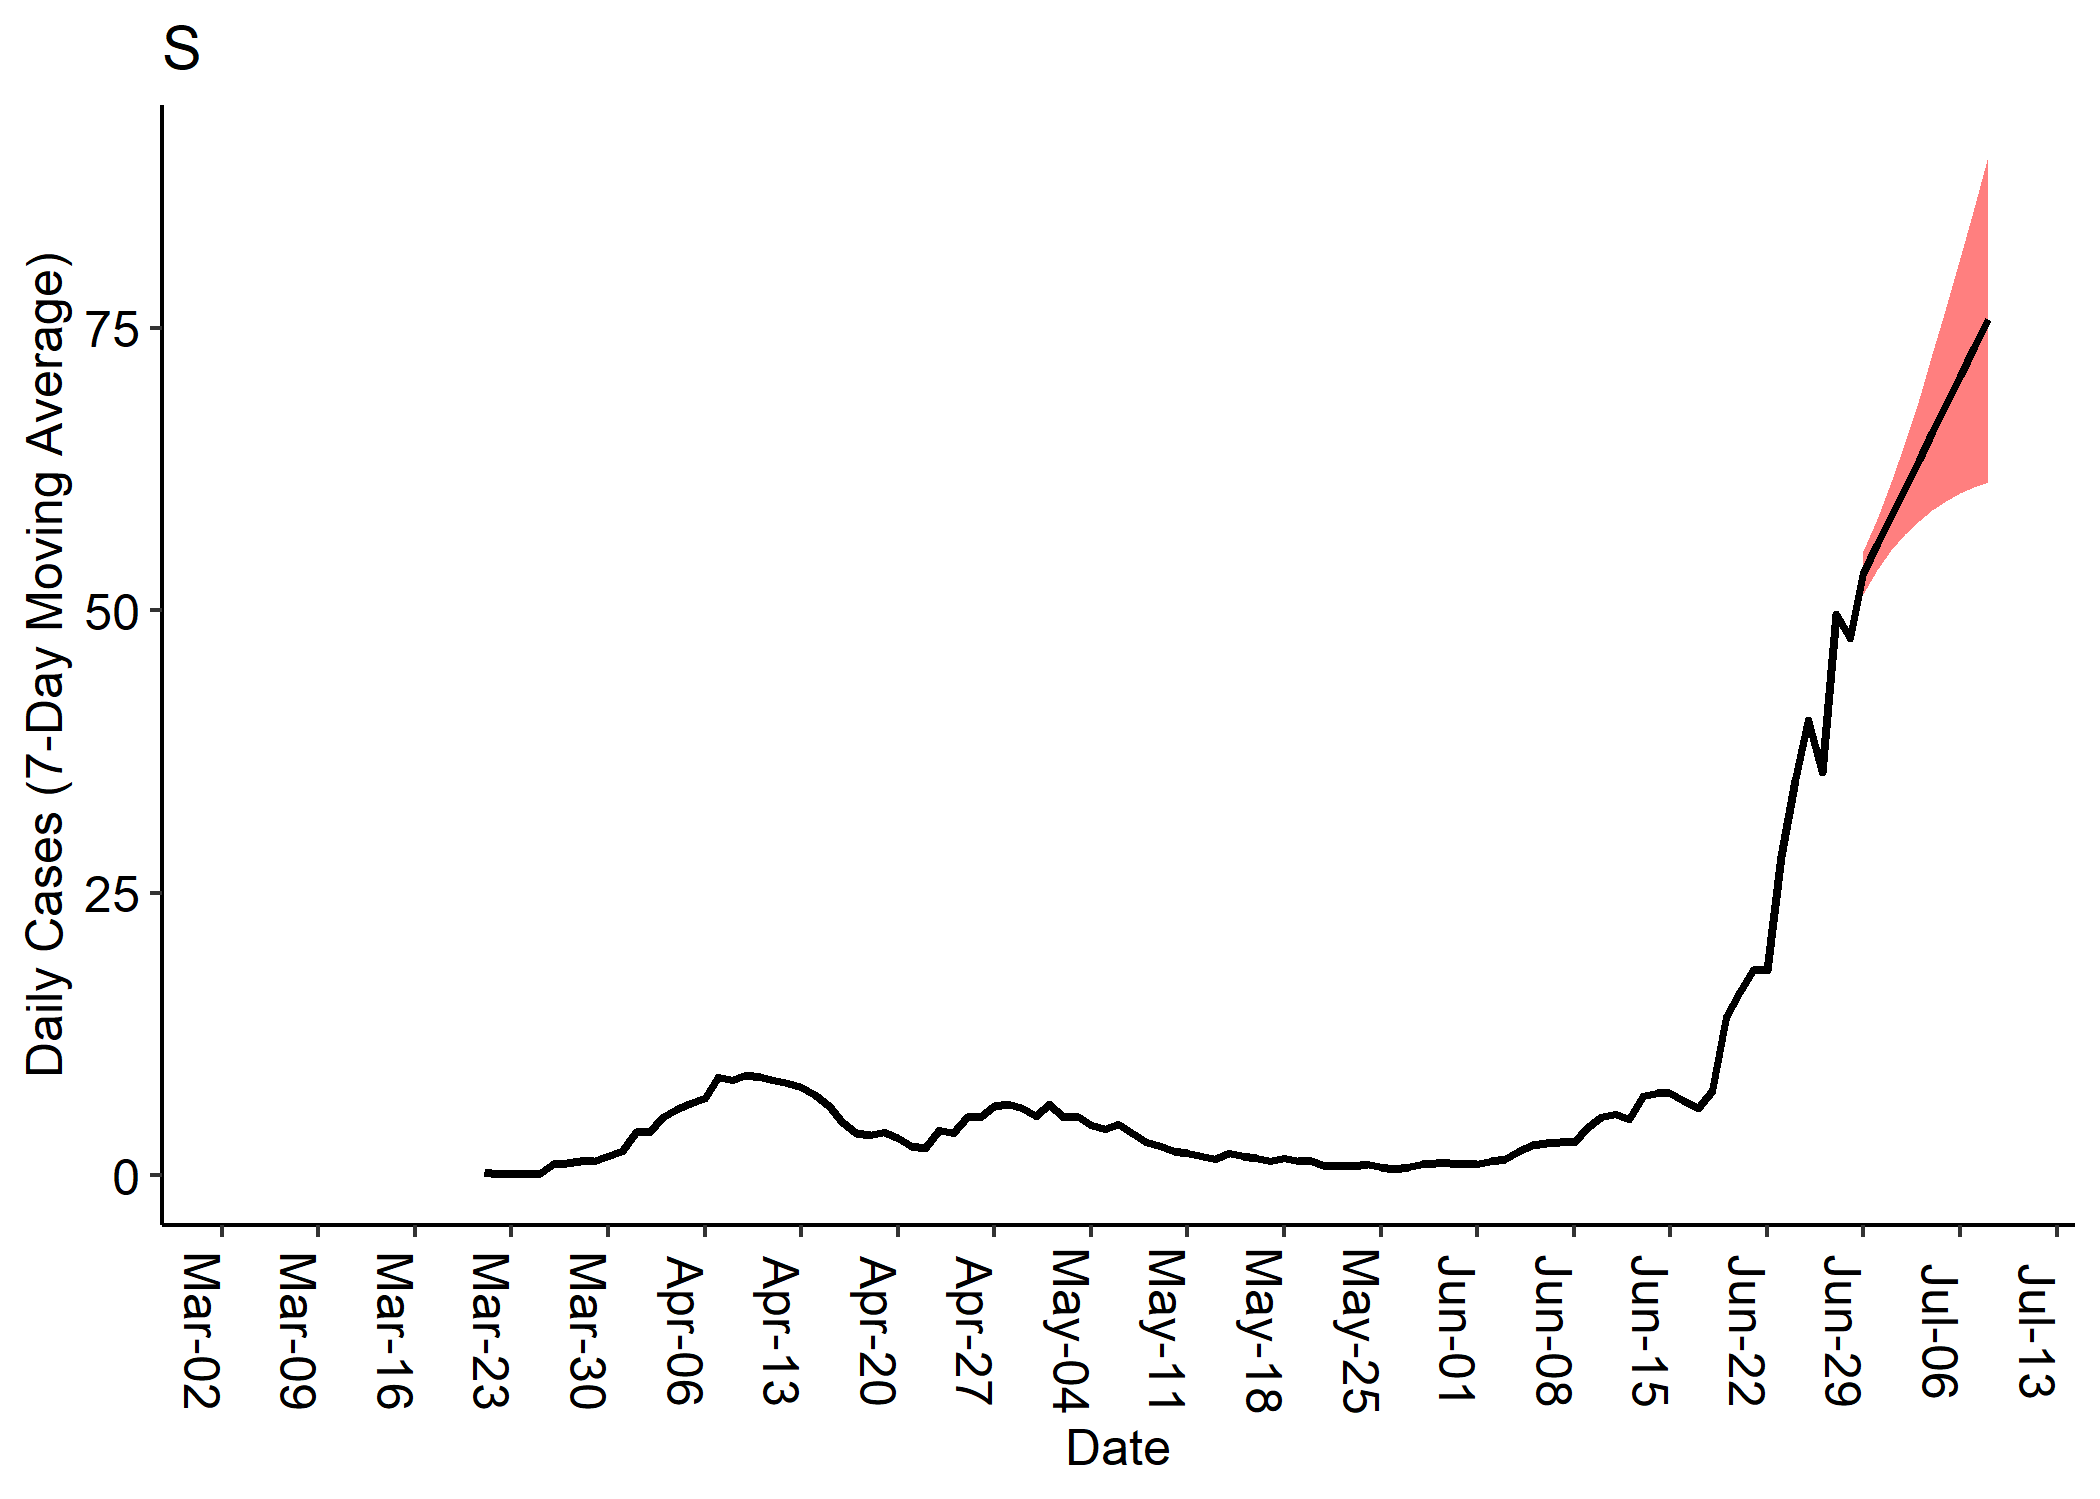 S
Daily Cases (7-Day Moving Average)
75
50
25
0
Mar-02
Mar-09
Mar-16
Mar-23
Mar-30
Apr-06
Apr-13
Apr-20
Apr-27
May-04
May-11
May-18
May-25
Jun-01
Jun-08
Jun-15
Jun-22
Jun-29
Jul-06
Jul-13
Date